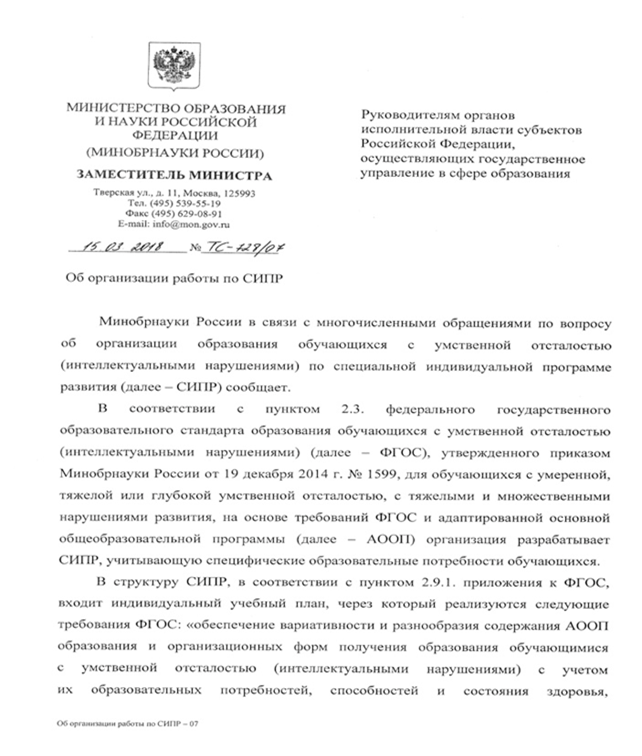 МИНИСТЕРСТВО ОБРАЗОВАНИЯ
И НАУКИ РОССИЙСКОЙ
ФЕДЕРАЦИИ
(МИНОБРНАУКИ РОССИИ)
ЗАМЕСТИТЕЛЬ МИНИСТРА
Тверская ул., д. 11, Москва, 125993
Тел. (495) 539-55-19
Факс (495) 629-08-91
E-mail: info@mon.gov.ru
15 03 2018 № ТС-728/07
Руководителям органов
исполнительной власти субъектов
Российской Федерации,
осуществляющих государственное
управление в сфере образования
Об организации работы по СИПР
Минобрнауки России в связи с многочисленными обращениями по вопросу
об организации образования обучающихся с умственной отсталостью
(интеллектуальными нарушениями) по специальной индивидуальной программе
развития (далее – СИПР) сообщает.
В соответствии с пунктом 2.3. федерального государственного
образовательного стандарта образования обучающихся с умственной отсталостью
(интеллектуальными нарушениями) (далее – ФГОС), утвержденного приказом
Минобрнауки России от 19 декабря 2014 г. № 1599, для обучающихся с умеренной,
тяжелой или глубокой умственной отсталостью, с тяжелыми и множественными
нарушениями развития, на основе требований ФГОС и адаптированной основной
общеобразовательной программы (далее – АООП) организация разрабатывает
СИПР, учитывающую специфические образовательные потребности обучающихся.
В структуру СИПР, в соответствии с пунктом 2.9.1. приложения к ФГОС,
входит индивидуальный учебный план, через который реализуются следующие
требования ФГОС: «обеспечение вариативности и разнообразия содержания АООП
образования и организационных форм получения образования обучающимися
с умственной отсталостью (интеллектуальными нарушениями) с учетом
их образовательных потребностей, способностей и состояния здоровья,
Об организации работы по СИПР – 07